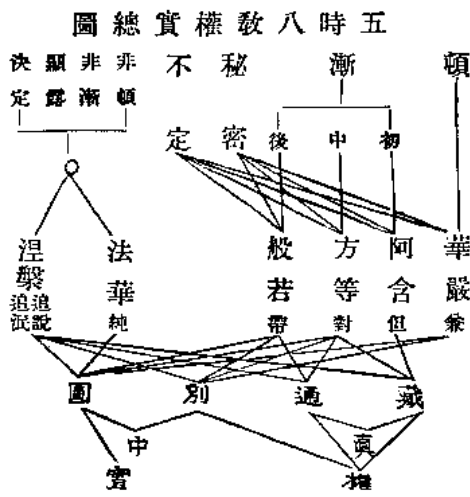 五時八敎權實總圖
頓
漸
初
中
後
秘密
不定
非頓
非漸
顯露
決定
華嚴兼
阿含但
方等對
般若帶
法華純
涅槃追說追泯
藏
通
別
圓
真
中
權
實